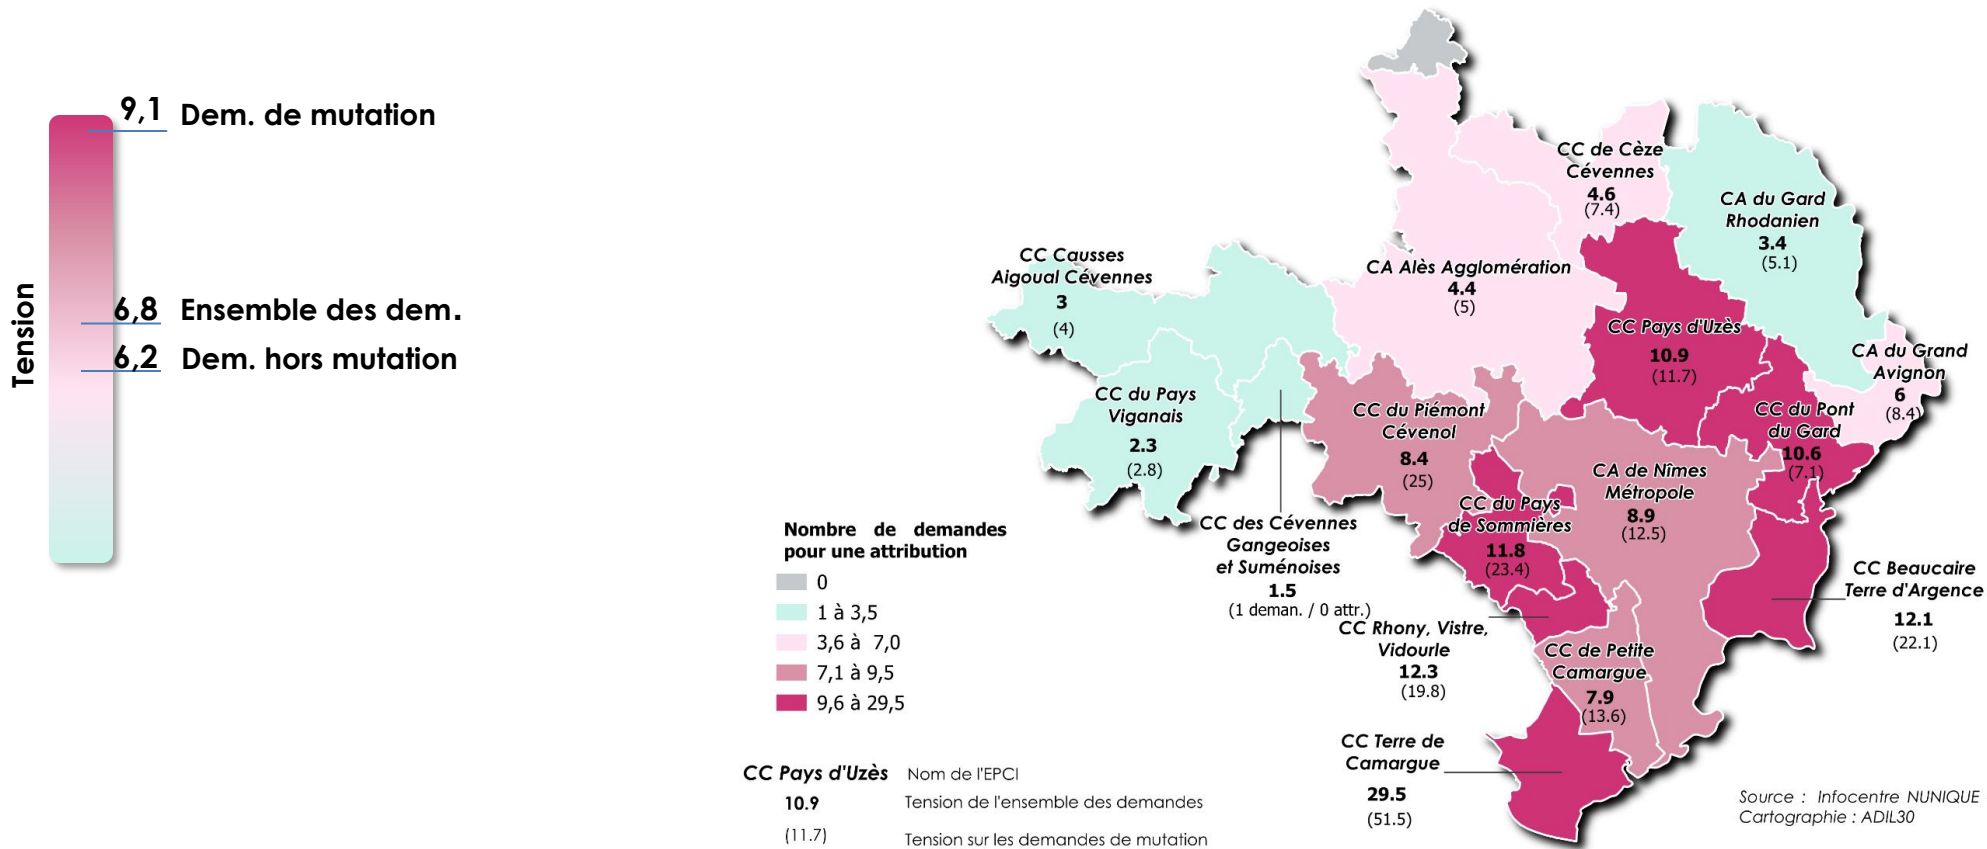 Tension
9,1 Dem. de mutation
6,8 Ensemble des dem.
6,2 Dem. hors mutation
CC de Cèze
Cévennes
4.6
(7.4)
CA du Gard
Rhodanien
3.4
(5.1)
CC Causses
Aigoual Cévennes
3
(4)
CA Alès Agglomération
4.4
(5)
CC Pays d'Uzès
10.9
(11.7)
CA du Grand
Avignon
6
(8.4)
CC du Pays
Viganais
2.3
(2.8)
CC du Piémont
Cévenol
8.4
(25)
CC du Pont
du Gard
10.6
(7.1)
CA de Nîmes
Métropole
8.9
(12.5)
CC du Pays
de Sommières
11.8
(23.4)
CC des Cévennes
Gangeoises
et Suménoises
1.5
(1 deman. / 0 attr.)
CC Beaucaire
Terre d'Argence
12.1
(22.1)
CC Rhony, Vistre,
Vidourle
12.3
(19.8)
CC de Petite
Camargue
7.9
(13.6)
CC Terre de
Camargue
29.5
(51.5)
Nombre de demandes
pour une attribution
0
1 à 3,5
3,6 à 7,0
7,1 à 9,5
9,6 à 29,5
CC Pays d'Uzès Nom de l'EPCI
10.9 Tension de l'ensemble des demandes
(11.7) Tension sur les demandes de mutation
Source : Infocentre NUNIQUE
Cartographie : ADIL30